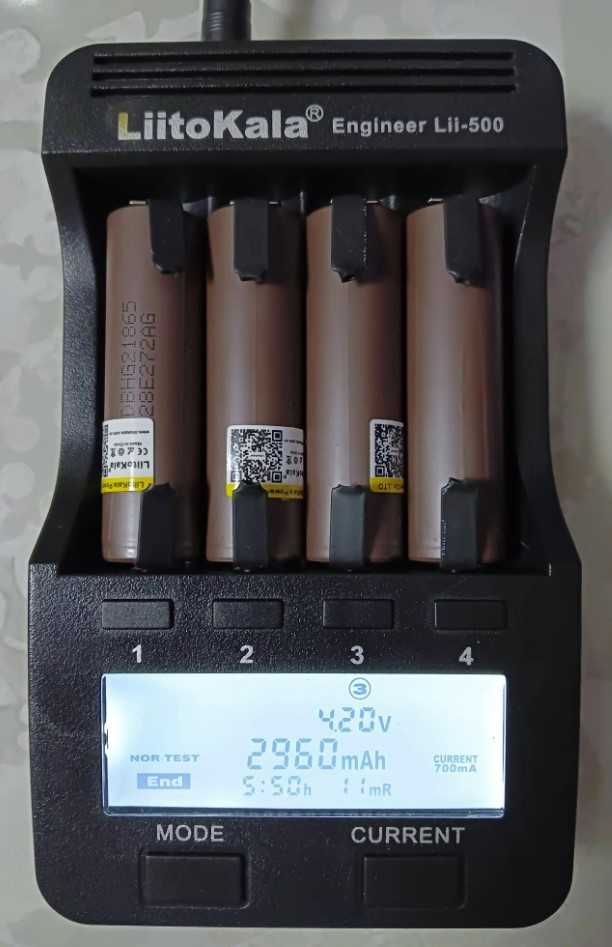 LiitoKala® Engineer Lii-500
DBHG21865
28E272AG
LiitoKala
1 2 3 4
3
4.20v
NOR TEST 2960mAh CURRENT 700mA
End 5:50h 11mR
MODE CURRENT